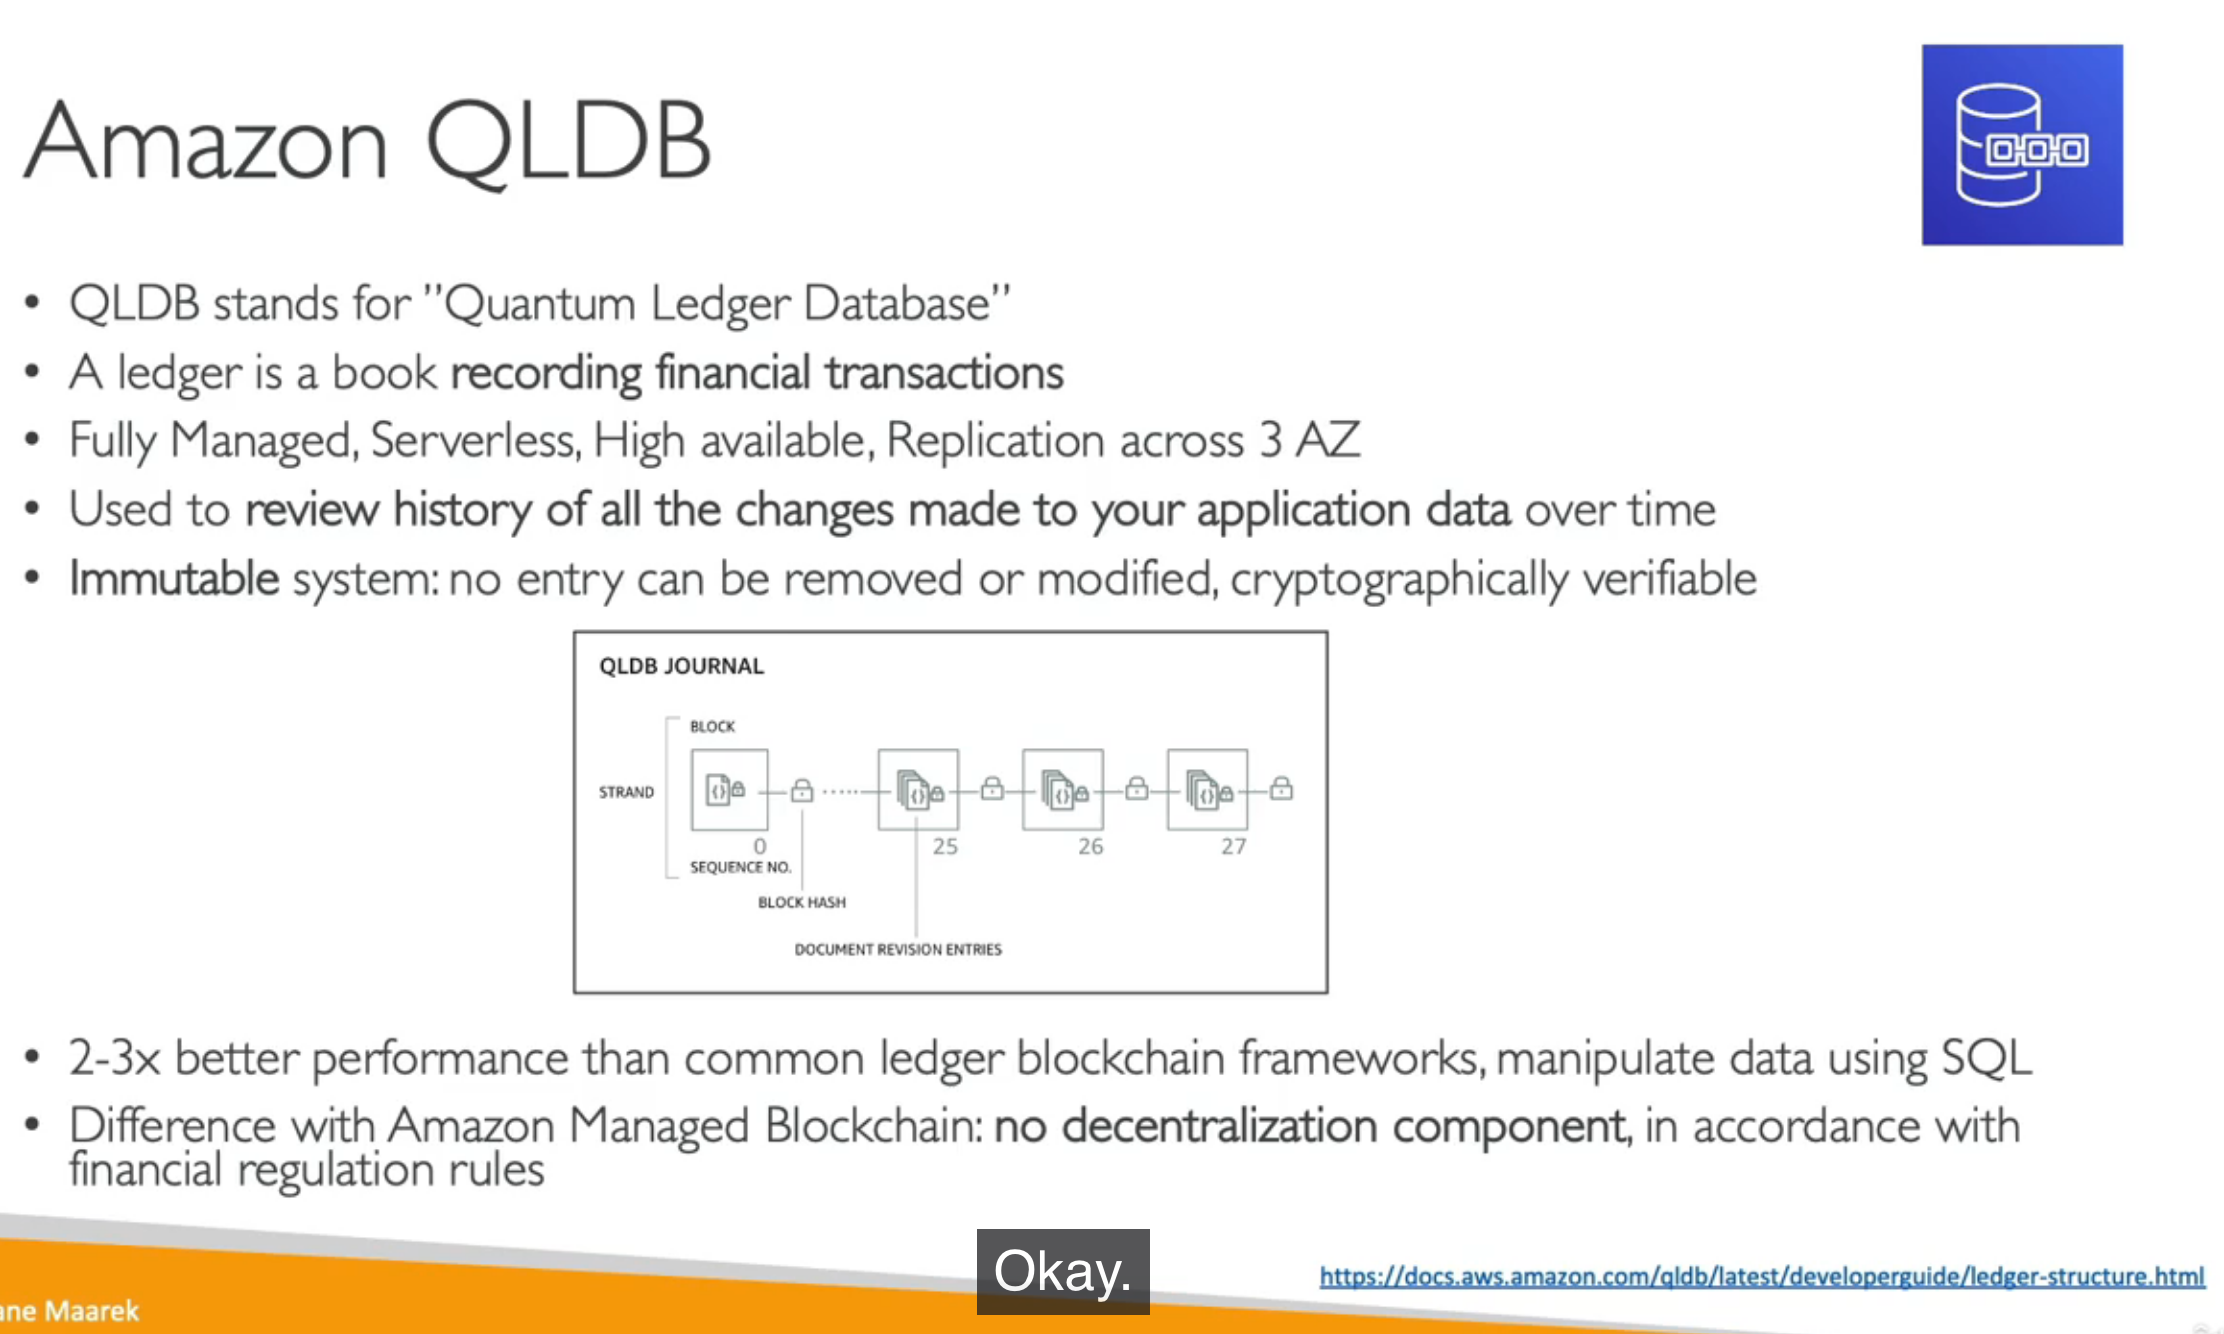 Amazon QLDB
• QLDB stands for "Quantum Ledger Database"
• A ledger is a book recording financial transactions
• Fully Managed, Serverless, High available, Replication across 3 AZ
• Used to review history of all the changes made to your application data over time
• Immutable system: no entry can be removed or modified, cryptographically verifiable
QLDB JOURNAL
BLOCK
STRAND
0
25
26
27
SEQUENCE NO.
BLOCK HASH
DOCUMENT REVISION ENTRIES
• 2-3x better performance than common ledger blockchain frameworks, manipulate data using SQL
• Difference with Amazon Managed Blockchain: no decentralization component, in accordance with
financial regulation rules
Okay.
https://docs.aws.amazon.com/qldb/latest/developerguide/ledger-structure.html
ane Maarek